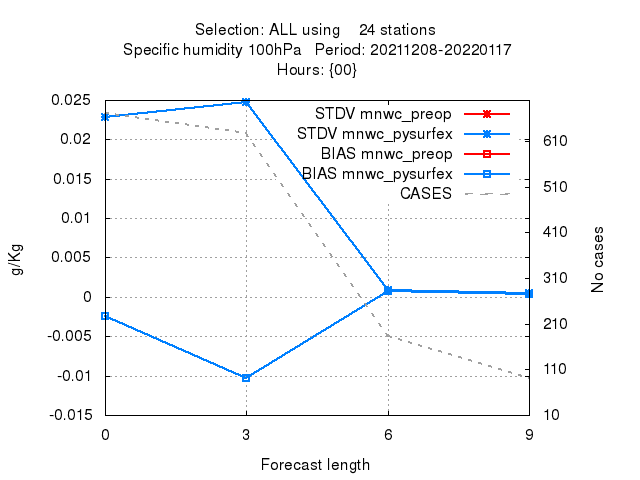 Selection: ALL using    24 stations
Specific humidity 100hPa   Period: 20211208-20220117
Hours: {00}
STDV mnwc_preop
STDV mnwc_pysurfex
BIAS mnwc_preop
BIAS mnwc_pysurfex
CASES
0.025
0.02
0.015
0.01
0.005
0
-0.005
-0.01
-0.015
g/Kg
610
510
410
310
210
110
10
No cases
0 3 6 9
Forecast length